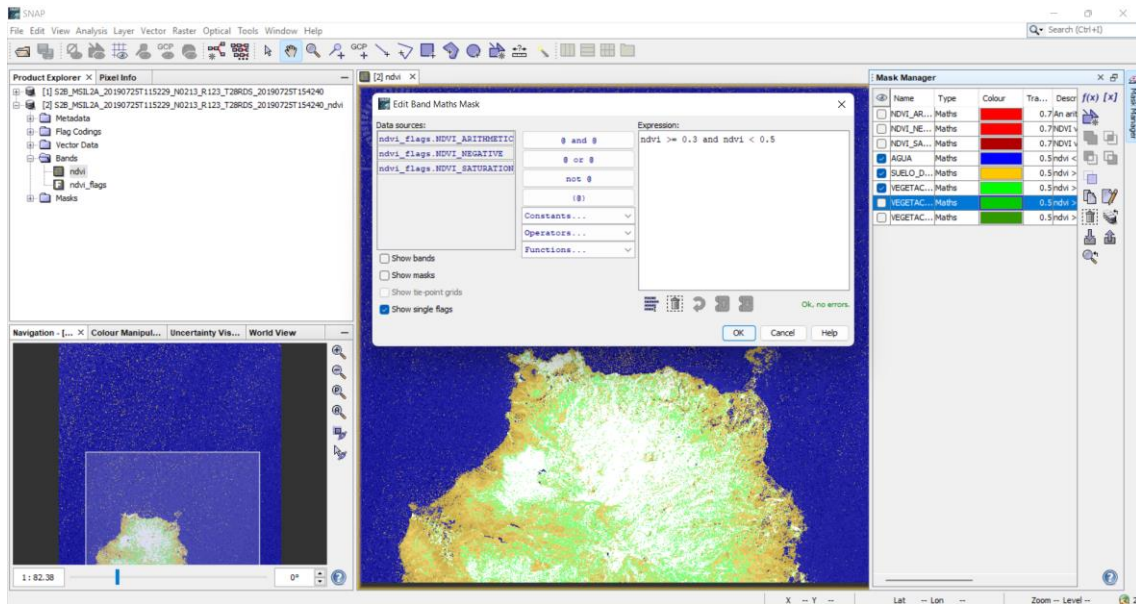 SNAP
File Edit View Analysis Layer Vector Raster Optical Tools Window Help
Search (Ctrl+I)
GCP
GCP
Product Explorer × Pixel Info
[1] S2B_MSIL2A_20190725T115229_N0213_R123_T28RDS_20190725T154240
[2] S2B_MSIL2A_20190725T115229_N0213_R123_T28RDS_20190725T154240_ndvi
Metadata
Flag Codings
Vector Data
Bands
ndvi
ndvi_flags
Masks
[2] ndvi ×
Edit Band Maths Mask
Data sources:
ndvi_flags.NDVI_ARITHMETIC
ndvi_flags.NDVI_NEGATIVE
ndvi_flags.NDVI_SATURATION
@ and @
@ or @
not @
(@)
Constants...
Operators...
Functions...
Expression:
ndvi >= 0.3 and ndvi < 0.5
Show bands
Show masks
Show tie-point grids
Show single flags
Ok, no errors.
OK Cancel Help
Navigation - [... × Colour Manipul... Uncertainty Vis... World View
1 : 82.38
0°
Mask Manager
Name Type Colour Tra... Descr
NDVI_AR... Maths 0.7 An arit
NDVI_NE... Maths 0.7 NDVI v
NDVI_SA... Maths 0.7 NDVI v
AGUA Maths 0.5 ndvi <
SUELO_D... Maths 0.5 ndvi >
VEGETAC... Maths 0.5 ndvi >
VEGETAC... Maths 0.5 ndvi >
VEGETAC... Maths 0.5 ndvi >
f(x) [x]
Mask Manager
X -- Y -- Lat -- Lon -- Zoom -- Level --